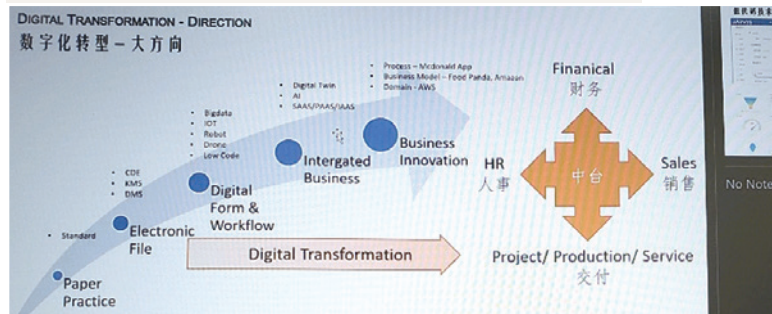 DIGITAL TRANSFORMATION - DIRECTION
数字化转型-大方向
• Standard
Paper
Practice
• CDE
• KMS
• DMS
Electronic
File
• Bigdata
• IOT
• Robot
• Drone
• Low Code
Digital
Form &
Workflow
• Digital Twin
• AI
• SAAS/PAAS/IAAS
Intergated
Business
• Process – Mcdonald App
• Business Model – Food Panda, Amazan
• Domain - AWS
Business
Innovation
Digital Transformation
Finanical
财务
HR
人事
中台
Sales
销售
Project/ Production/ Service
交付
No Note